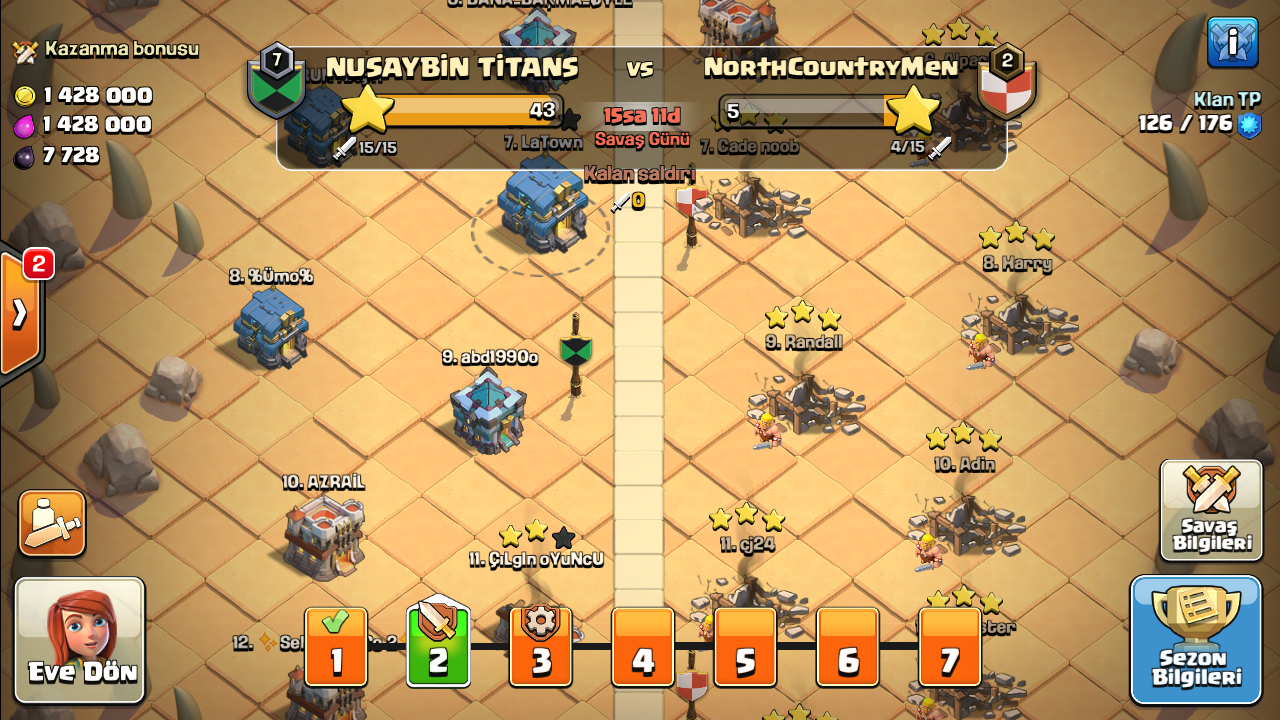 Kazanma bonusu
1 428 000
1 428 000
7 728
7
NUSAYBiN TiTANS
vs
NorthCountryMen
2
43
5
15sa 11d
Savaş Günü
15/15
4/15
Kalan saldırı
0
Klan TP
126 / 176
7. LaTown
7. Cade noob
2
8. %Ümo%
8. Harry
9. Randall
9. abd1990o
10. Adin
10. AZRAİL
11. cj24
11. ÇiLgIn oYuNcU
12.
Savaş
Bilgileri
Eve Dön
1
2
3
4
5
6
7
Sezon
Bilgileri